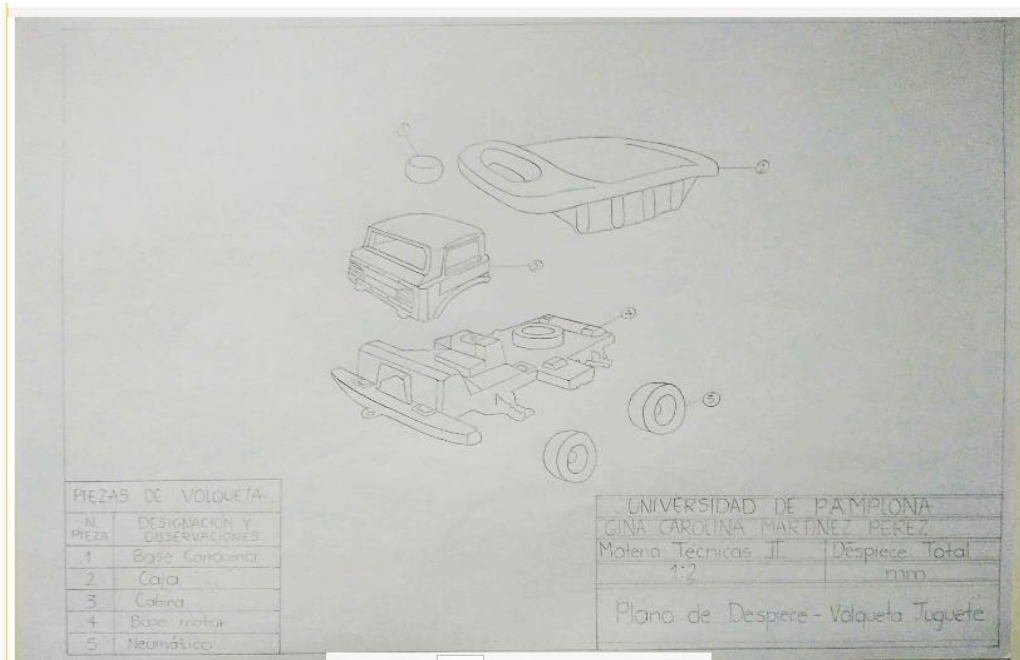 1
2
3
4
5
PIEZAS DE VOLQUETA
N. PIEZA
DESIGNACIÓN Y OBSERVACIONES
1 Base Carrocería
2 Caja
3 Cabina
4 Base motor
5 Neumático
UNIVERSIDAD DE PAMPLONA
GINA CAROLINA MARTINEZ PEREZ
Materia Técnicas II Despiece Total
1:2 mm
Plano de Despiece - Volqueta Juguete